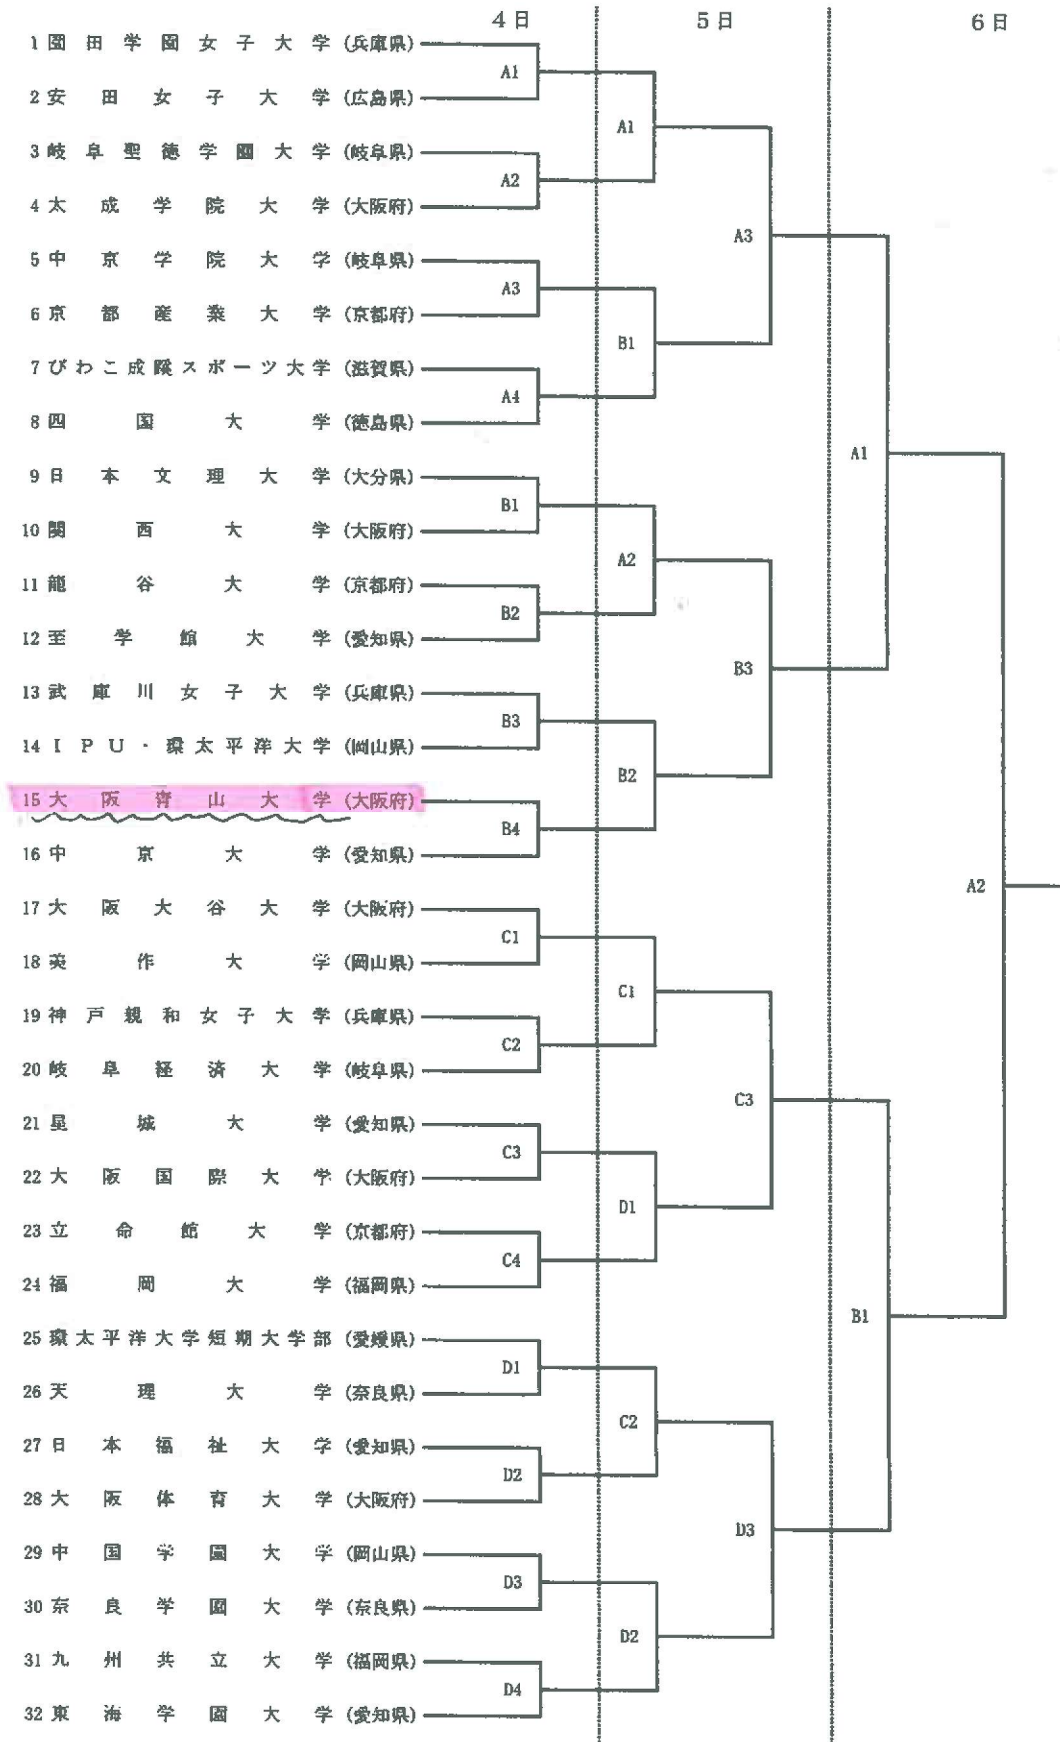 4日 5日 6日
1 園田学園女子大学 (兵庫県)
A1
2 安田女子大学 (広島県)
A1
3 岐阜聖徳学園大学 (岐阜県)
A2
4 太成学院大学 (大阪府)
A3
5 中京学院大学 (岐阜県)
A3
6 京都産業大学 (京都府)
B1
7 びわこ成蹊スポーツ大学 (滋賀県)
A4
8 四国大学 (徳島県)
A1
9 日本文理大学 (大分県)
B1
10 関西大学 (大阪府)
A2
11 龍谷大学 (京都府)
B2
12 至学館大学 (愛知県)
B3
13 武庫川女子大学 (兵庫県)
B3
14 IPU・環太平洋大学 (岡山県)
B2
15 大阪青山大学 (大阪府)
B4
16 中京大学 (愛知県)
A2
17 大阪大谷大学 (大阪府)
C1
18 美作大学 (岡山県)
C1
19 神戸親和女子大学 (兵庫県)
C2
20 岐阜経済大学 (岐阜県)
C3
21 星城大学 (愛知県)
C3
22 大阪国際大学 (大阪府)
D1
23 立命館大学 (京都府)
C4
24 福岡大学 (福岡県)
B1
25 環太平洋大学短期大学部 (愛媛県)
D1
26 天理大学 (奈良県)
C2
27 日本福祉大学 (愛知県)
D2
28 大阪体育大学 (大阪府)
D3
29 中国学園大学 (岡山県)
D3
30 奈良学園大学 (奈良県)
D2
31 九州共立大学 (福岡県)
D4
32 東海学園大学 (愛知県)